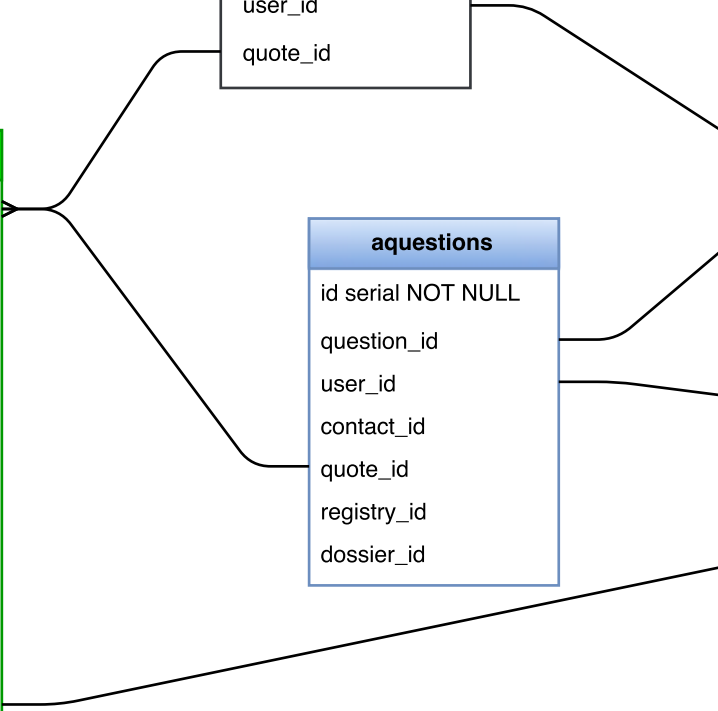 user_id
quote_id
aquestions
id serial NOT NULL
question_id
user_id
contact_id
quote_id
registry_id
dossier_id